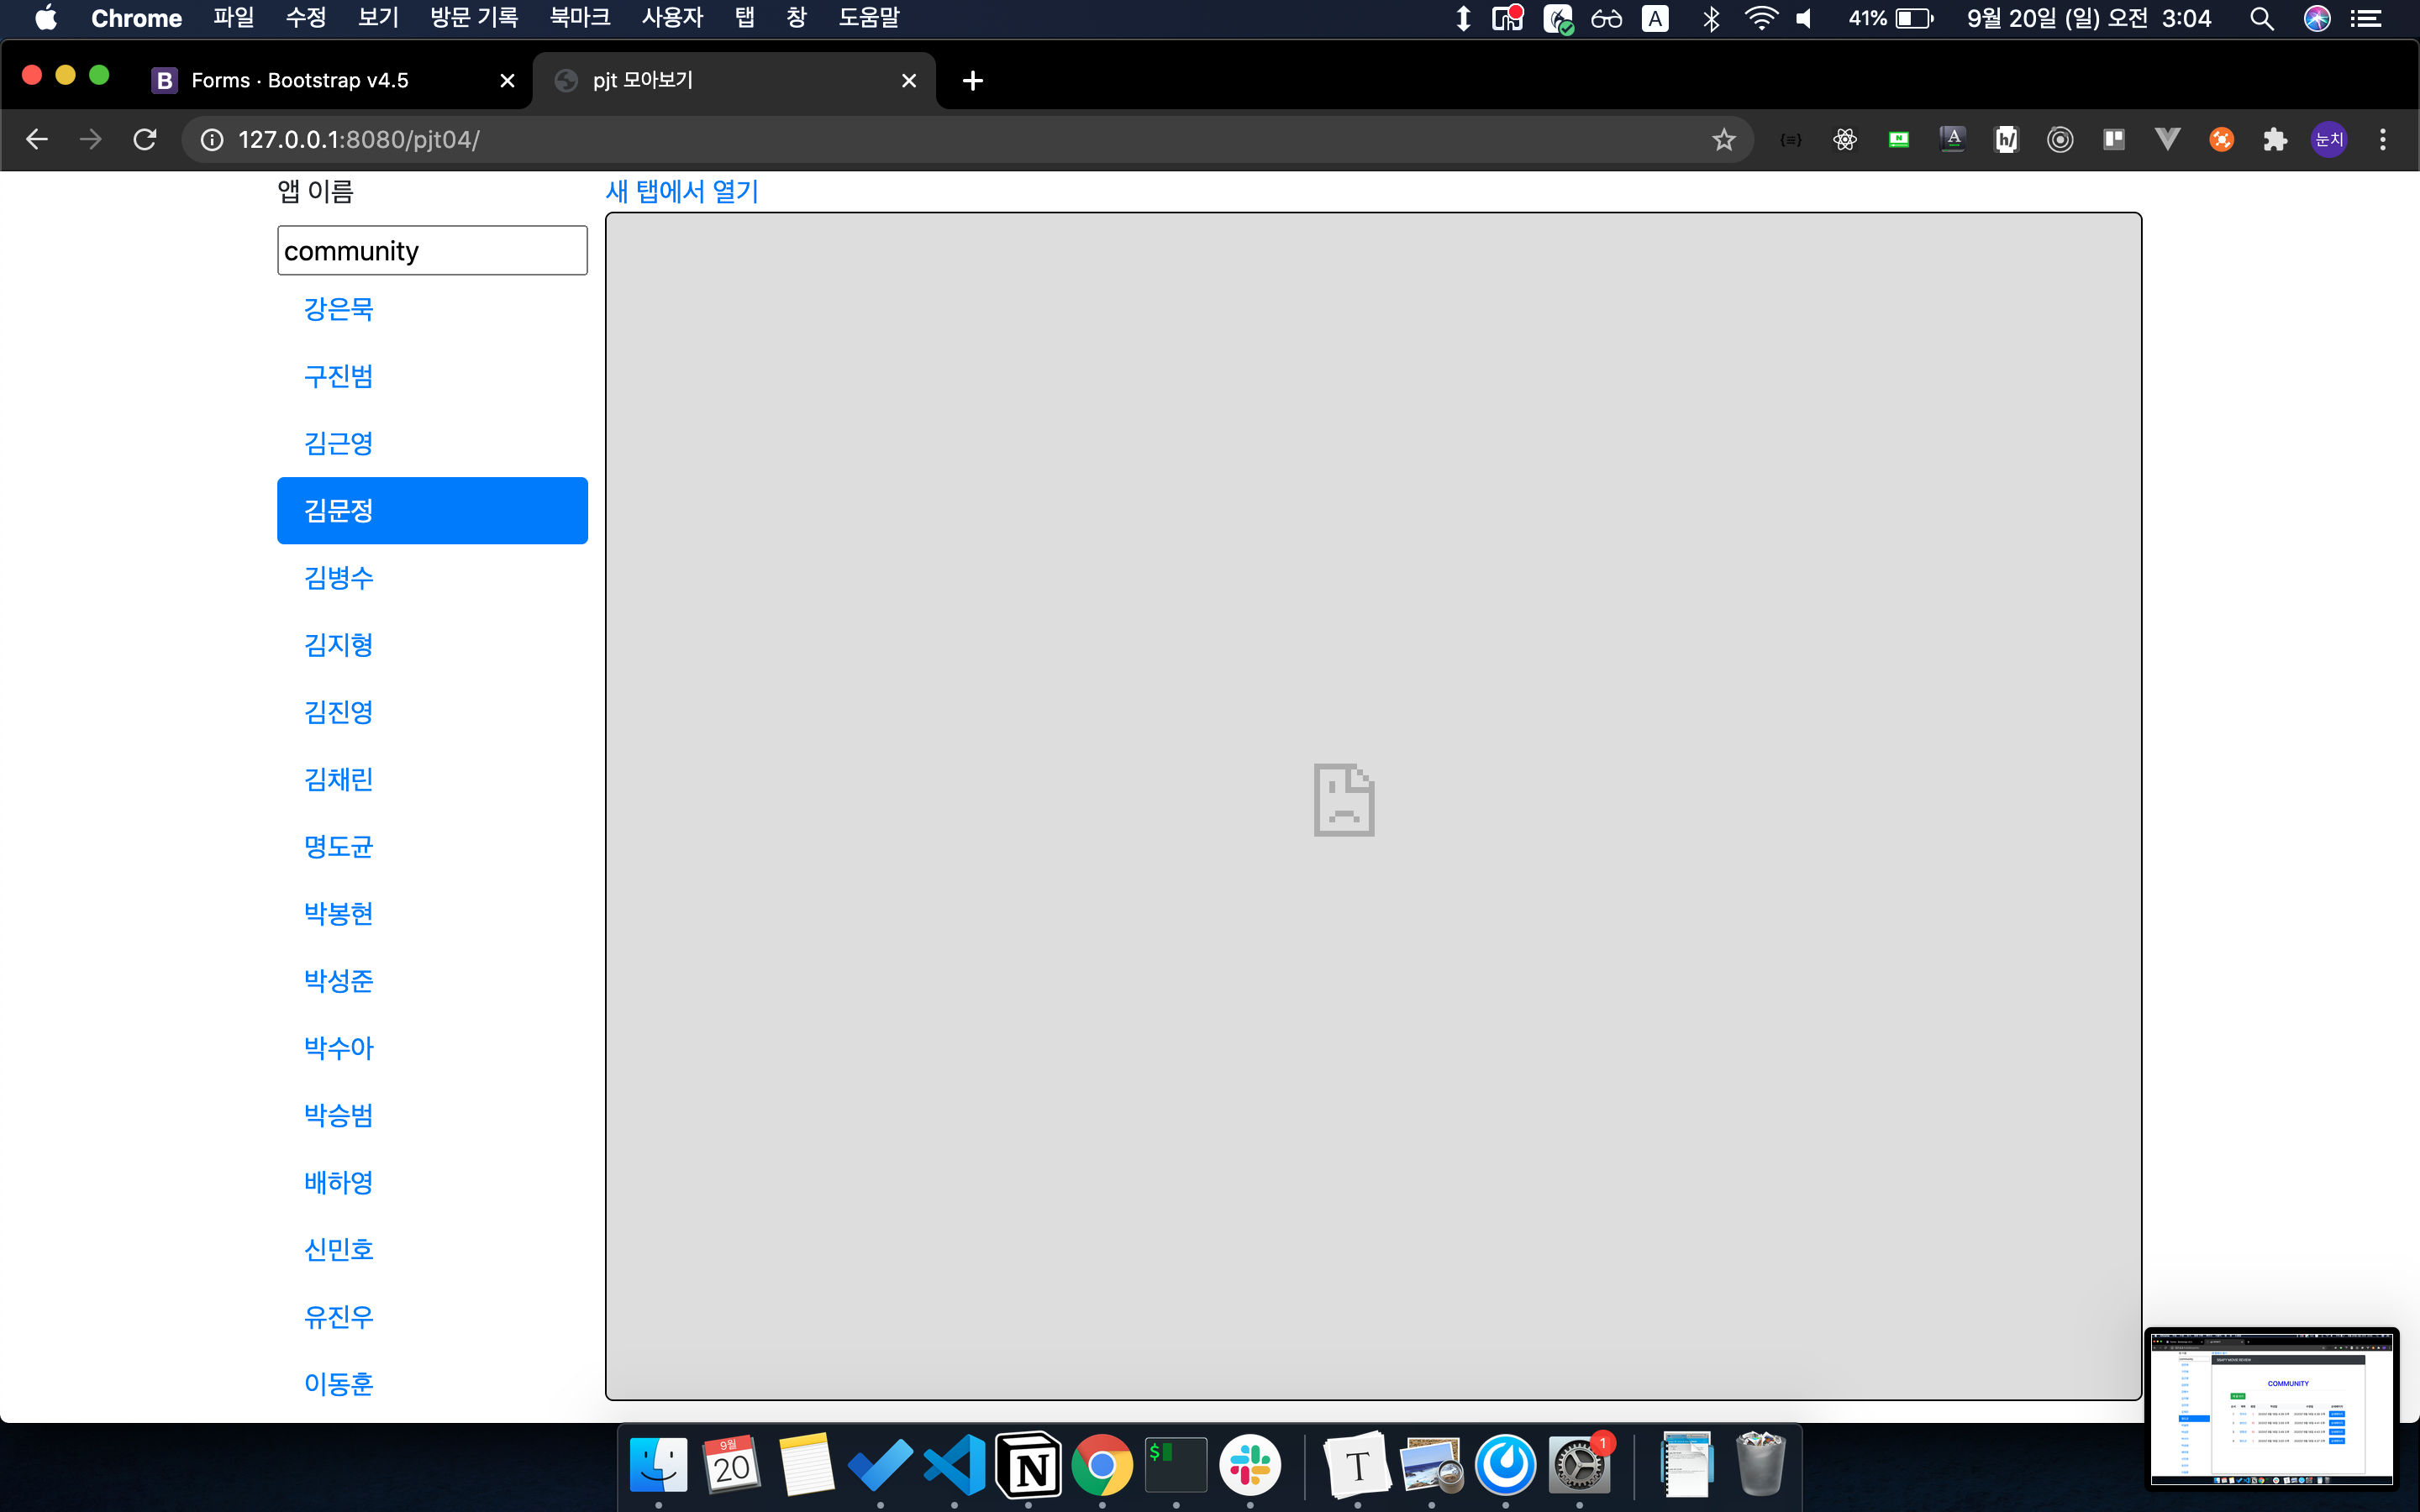 Chrome 파일 수정 보기 방문 기록 북마크 사용자 탭 창 도움말 A 41% 9월 20일 (일) 오전 3:04
B Forms · Bootstrap v4.5 pjt 모아보기
127.0.0.1:8080/pjt04/ 눈치
앱 이름
새 탭에서 열기
community
강은묵
구진범
김근영
김문정
김병수
김지형
김진영
김채린
명도균
박봉현
박성준
박수아
박승범
배하영
신민호
유진우
이동훈
COMMUNITY
9월
20
T
1